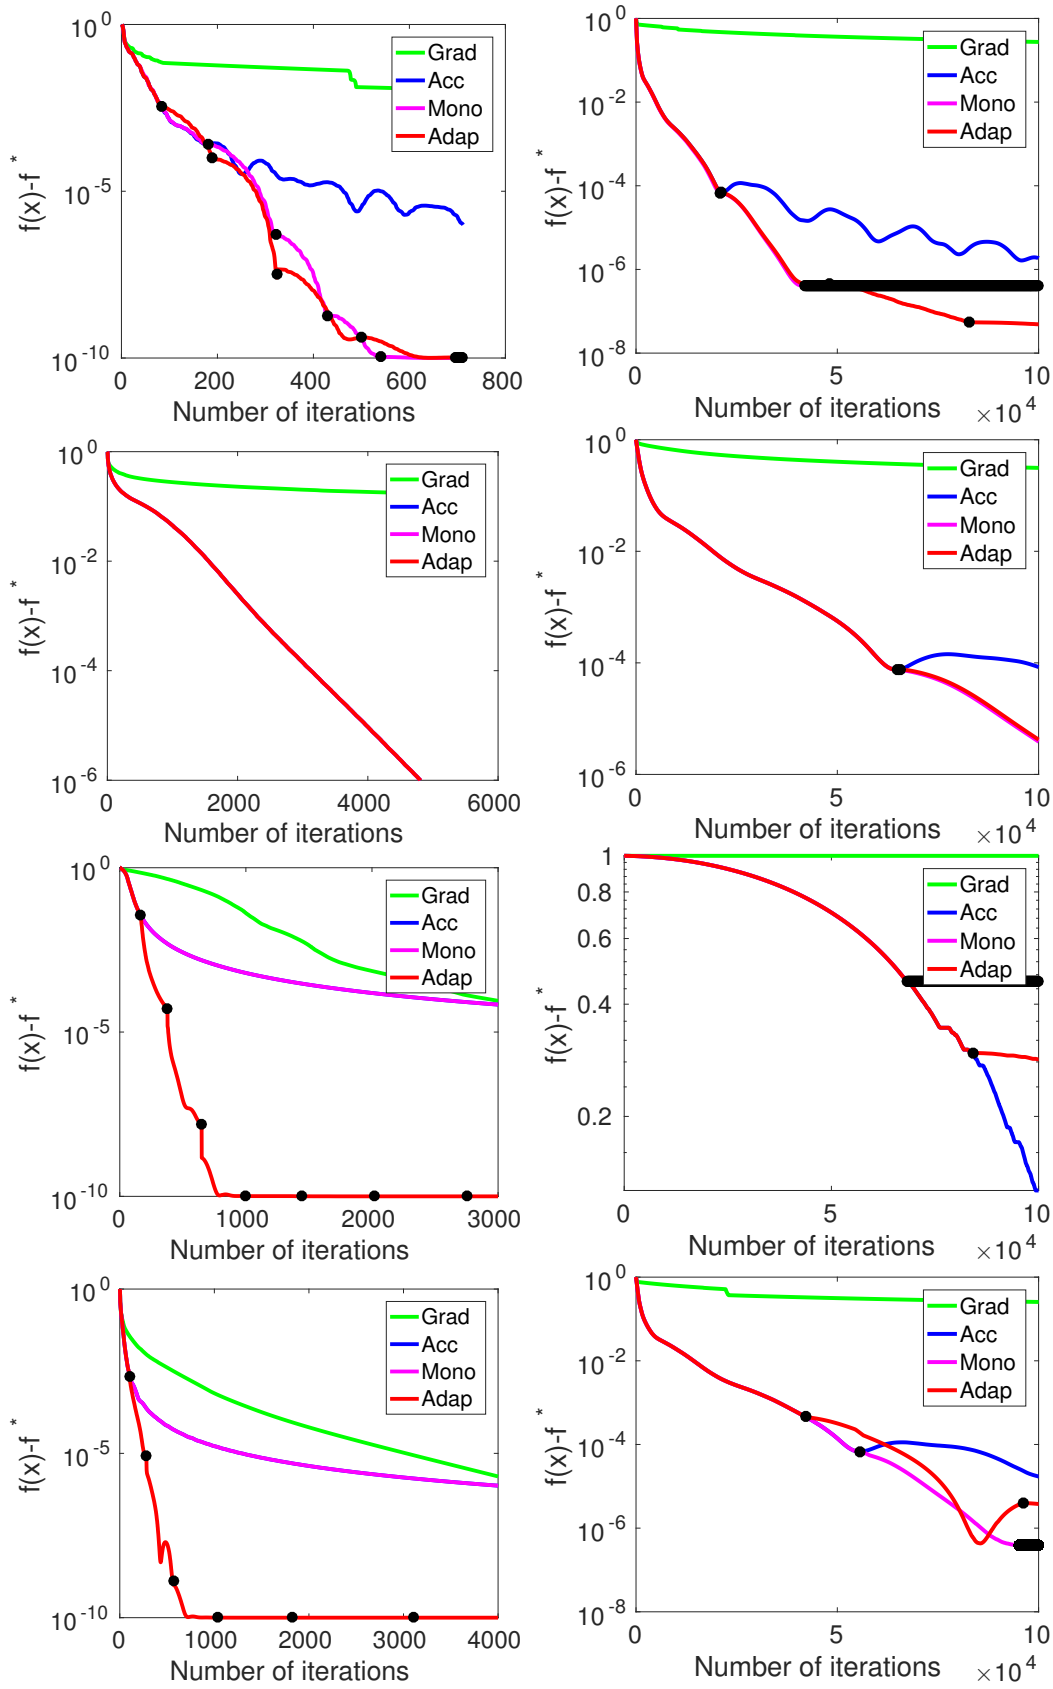 10^0
10^-5
10^-10
0 200 400 600 800
Number of iterations
f(x)-f*
Grad
Acc
Mono
Adap
10^0
10^-2
10^-4
10^-6
10^-8
0 5 10
Number of iterations ×10^4
f(x)-f*
Grad
Acc
Mono
Adap
10^0
10^-2
10^-4
10^-6
0 2000 4000 6000
Number of iterations
f(x)-f*
Grad
Acc
Mono
Adap
10^0
10^-2
10^-4
10^-6
0 5 10
Number of iterations ×10^4
f(x)-f*
Grad
Acc
Mono
Adap
10^0
10^-5
10^-10
0 1000 2000 3000
Number of iterations
f(x)-f*
Grad
Acc
Mono
Adap
1
0.8
0.6
0.4
0.2
0 5 10
Number of iterations ×10^4
f(x)-f*
Grad
Acc
Mono
Adap
10^0
10^-5
10^-10
0 1000 2000 3000 4000
Number of iterations
f(x)-f*
Grad
Acc
Mono
Adap
10^0
10^-2
10^-4
10^-6
10^-8
0 5 10
Number of iterations ×10^4
f(x)-f*
Grad
Acc
Mono
Adap